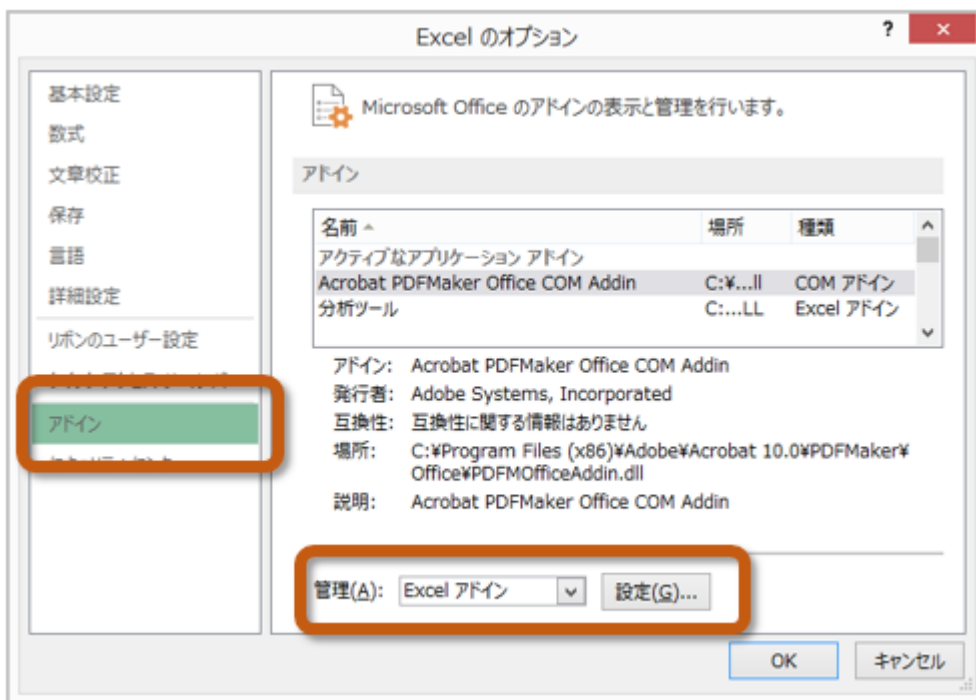 Excel のオプション
?
×
基本設定
数式
文章校正
保存
言語
詳細設定
リボンのユーザー設定
アドイン
Microsoft Office のアドインの表示と管理を行います。
アドイン
名前 場所 種類
アクティブなアプリケーション アドイン
Acrobat PDFMaker Office COM Addin C:¥...ll COM アドイン
分析ツール C:...LL Excel アドイン
アドイン: Acrobat PDFMaker Office COM Addin
発行者: Adobe Systems, Incorporated
互換性: 互換性に関する情報はありません
場所: C:¥Program Files (x86)¥Adobe¥Acrobat 10.0¥PDFMaker¥
Office¥PDFMOfficeAddin.dll
説明: Acrobat PDFMaker Office COM Addin
管理(A): Excel アドイン 設定(G)...
OK キャンセル